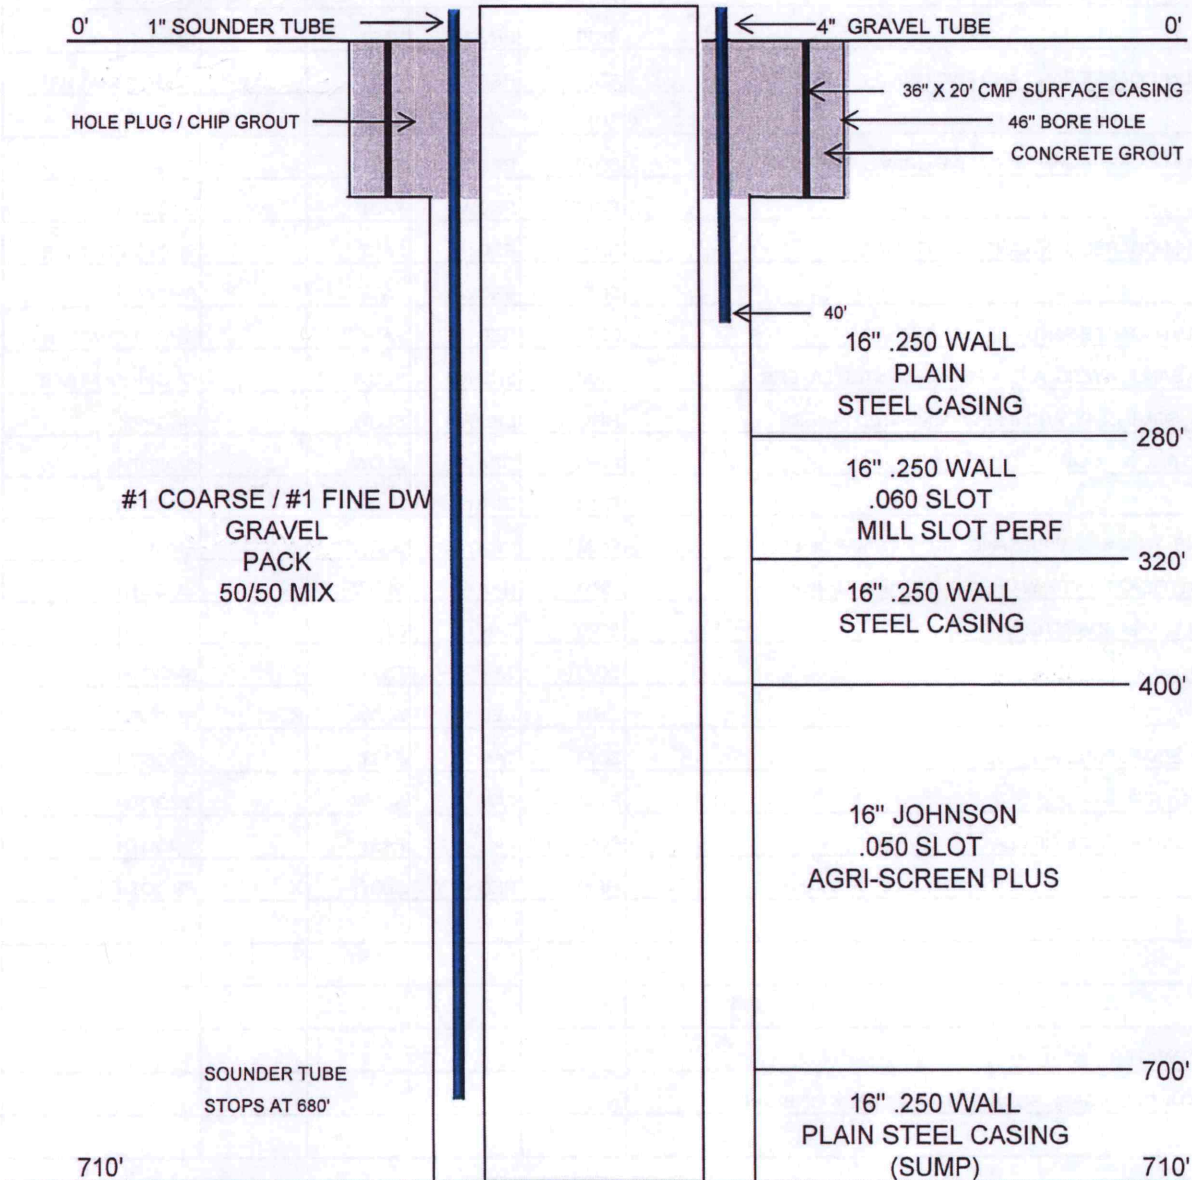 0' 1" SOUNDER TUBE 4" GRAVEL TUBE 0'
36" X 20' CMP SURFACE CASING
HOLE PLUG / CHIP GROUT 46" BORE HOLE
CONCRETE GROUT
40'
16" .250 WALL
PLAIN
STEEL CASING
280'
16" .250 WALL
.060 SLOT
MILL SLOT PERF
#1 COARSE / #1 FINE DW
GRAVEL
PACK
50/50 MIX
320'
16" .250 WALL
STEEL CASING
400'
16" JOHNSON
.050 SLOT
AGRI-SCREEN PLUS
SOUNDER TUBE
STOPS AT 680'
700'
16" .250 WALL
PLAIN STEEL CASING
(SUMP)
710' 710'